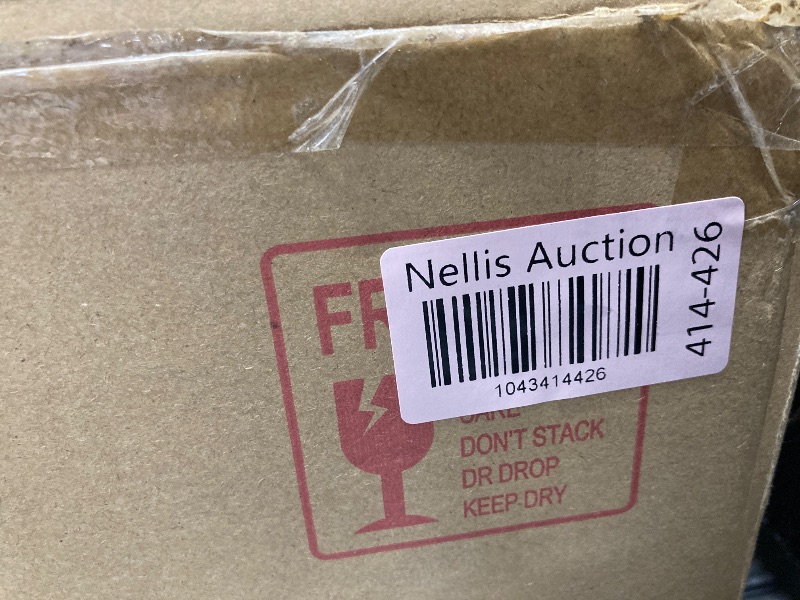 Nellis Auction
414-426
1043414426
FR
CARE
DON'T STACK
DR DROP
KEEP DRY